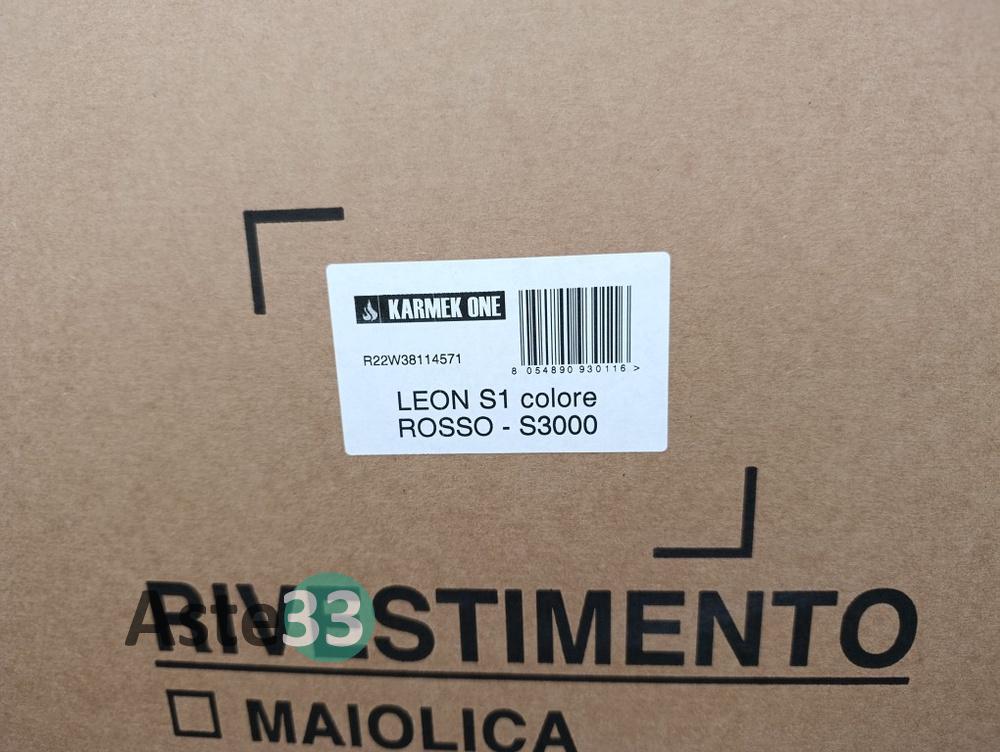 KARMEK ONE
R22W38114571
8 054890 930116 >
LEON S1 colore
ROSSO - S3000
RIVESTIMENTO
Aste33
MAIOLICA